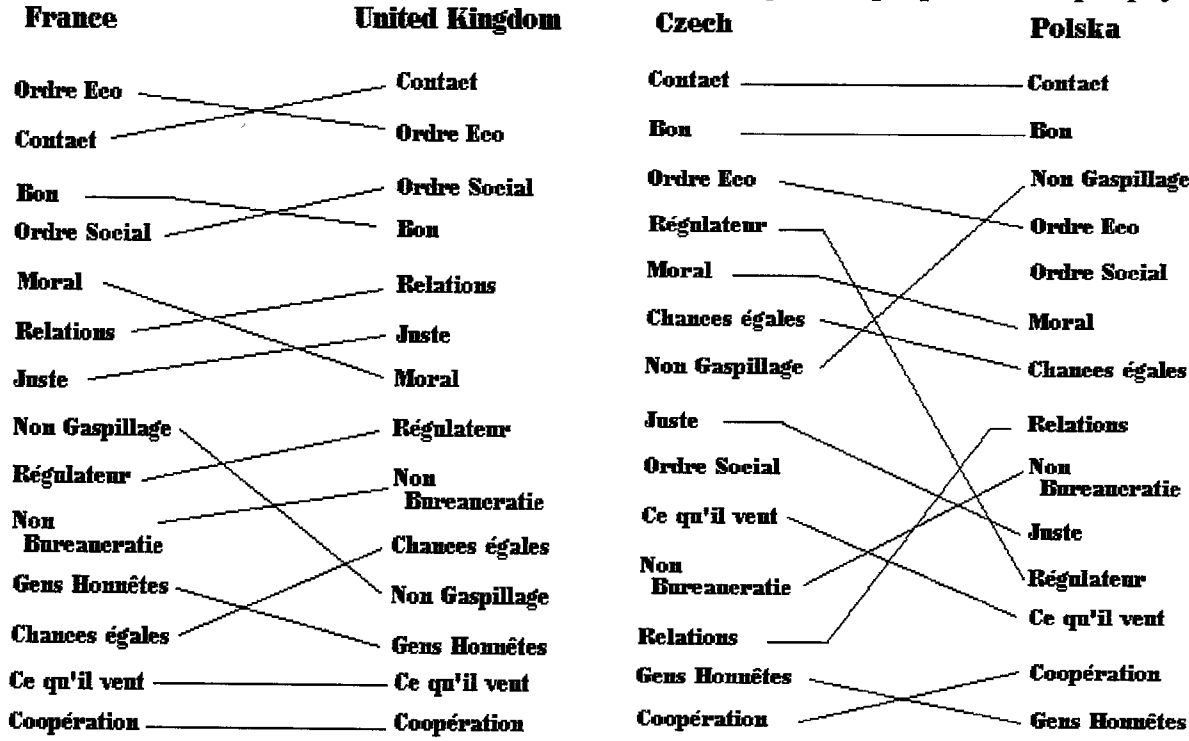 France
Ordre Eco
Contact
Bon
Ordre Social
Moral
Relations
Juste
Non Gaspillage
Régulateur
Non
Bureaucratie
Gens Honnêtes
Chances égales
Ce qu'il veut
Coopération
United Kingdom
Contact
Ordre Eco
Ordre Social
Bon
Relations
Juste
Moral
Régulateur
Non
Bureaucratie
Chances égales
Non Gaspillage
Gens Honnêtes
Ce qu'il veut
Coopération
Czech
Contact
Bon
Ordre Eco
Régulateur
Moral
Chances égales
Non Gaspillage
Juste
Ordre Social
Ce qu'il veut
Non
Bureaucratie
Relations
Gens Honnêtes
Coopération
Polska
Contact
Bon
Non Gaspillage
Ordre Eco
Ordre Social
Moral
Chances égales
Relations
Non
Bureaucratie
Juste
Régulateur
Ce qu'il veut
Coopération
Gens Honnêtes